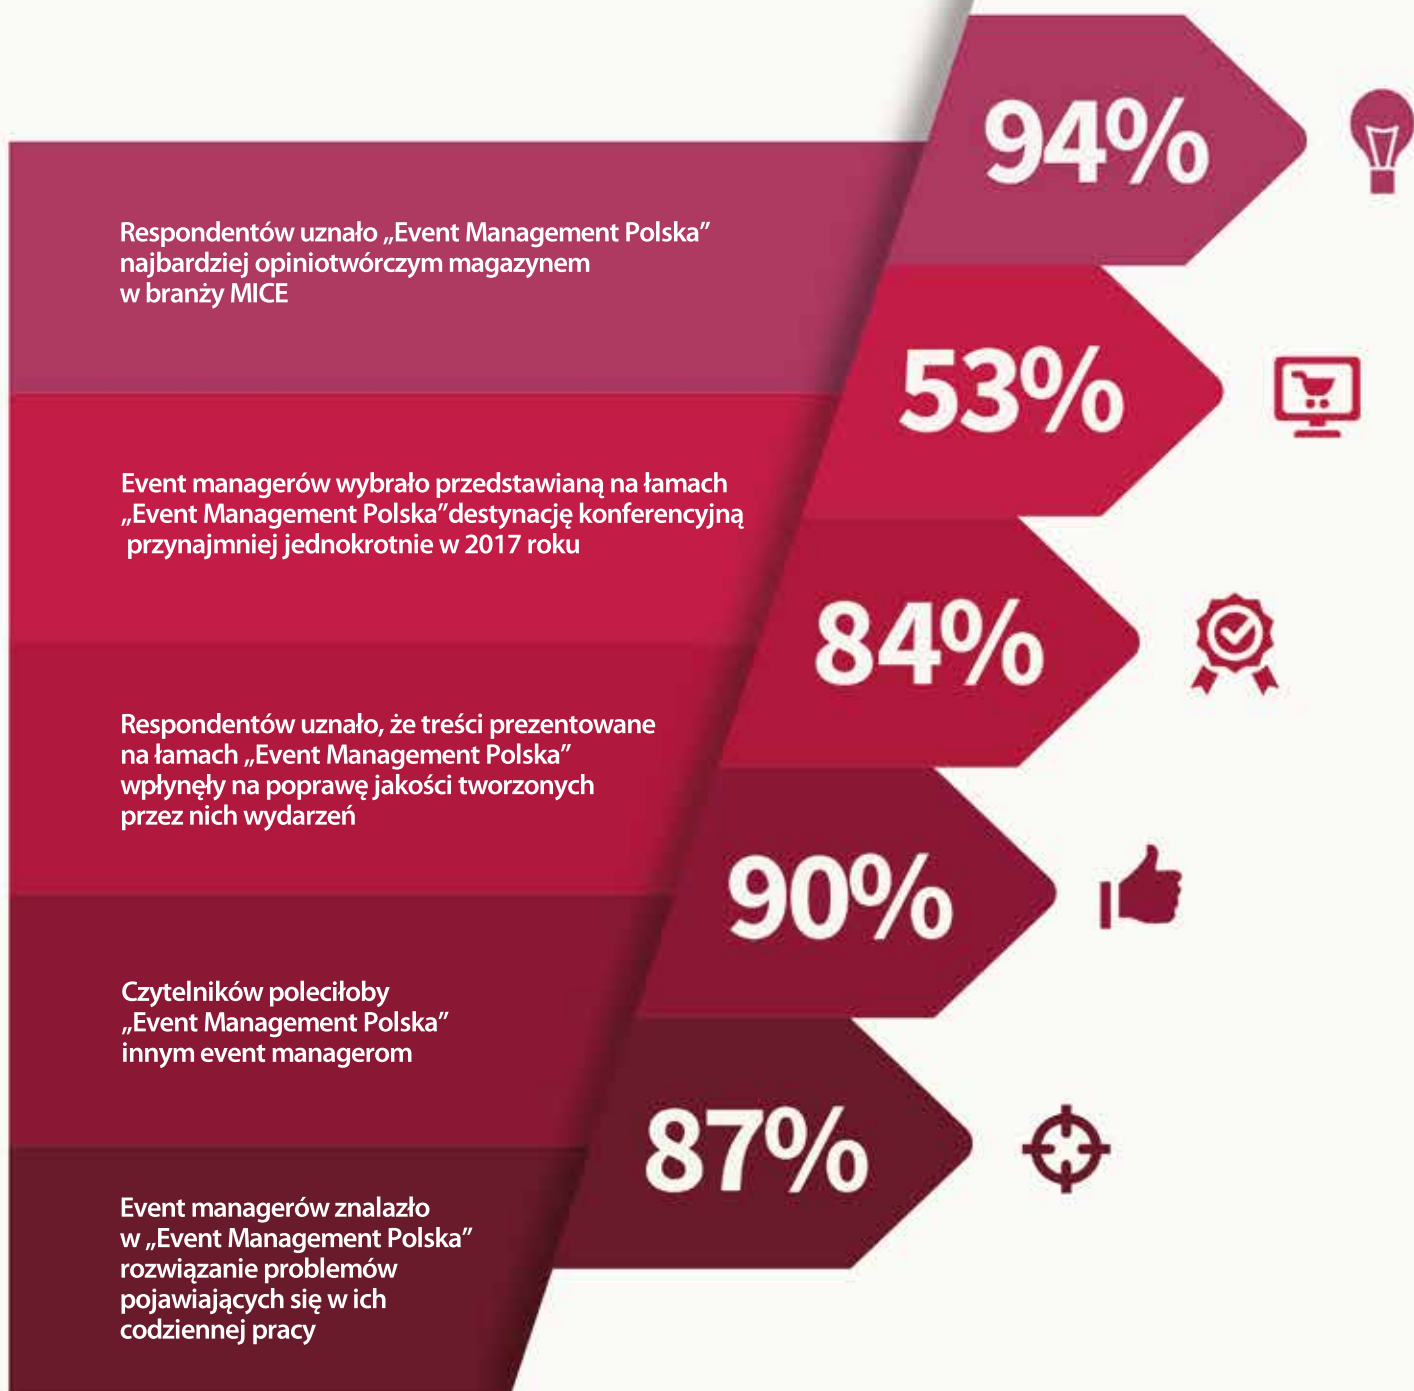 94%
Respondentów uznało „Event Management Polska”
najbardziej opiniotwórczym magazynem
w branży MICE
53%
Event managerów wybrało przedstawianą na łamach
„Event Management Polska”destynację konferencyjną
przynajmniej jednokrotnie w 2017 roku
84%
Respondentów uznało, że treści prezentowane
na łamach „Event Management Polska”
wpłynęły na poprawę jakości tworzonych
przez nich wydarzeń
90%
Czytelników poleciłoby
„Event Management Polska”
innym event managerom
87%
Event managerów znalazło
w „Event Management Polska”
rozwiązanie problemów
pojawiających się w ich
codziennej pracy